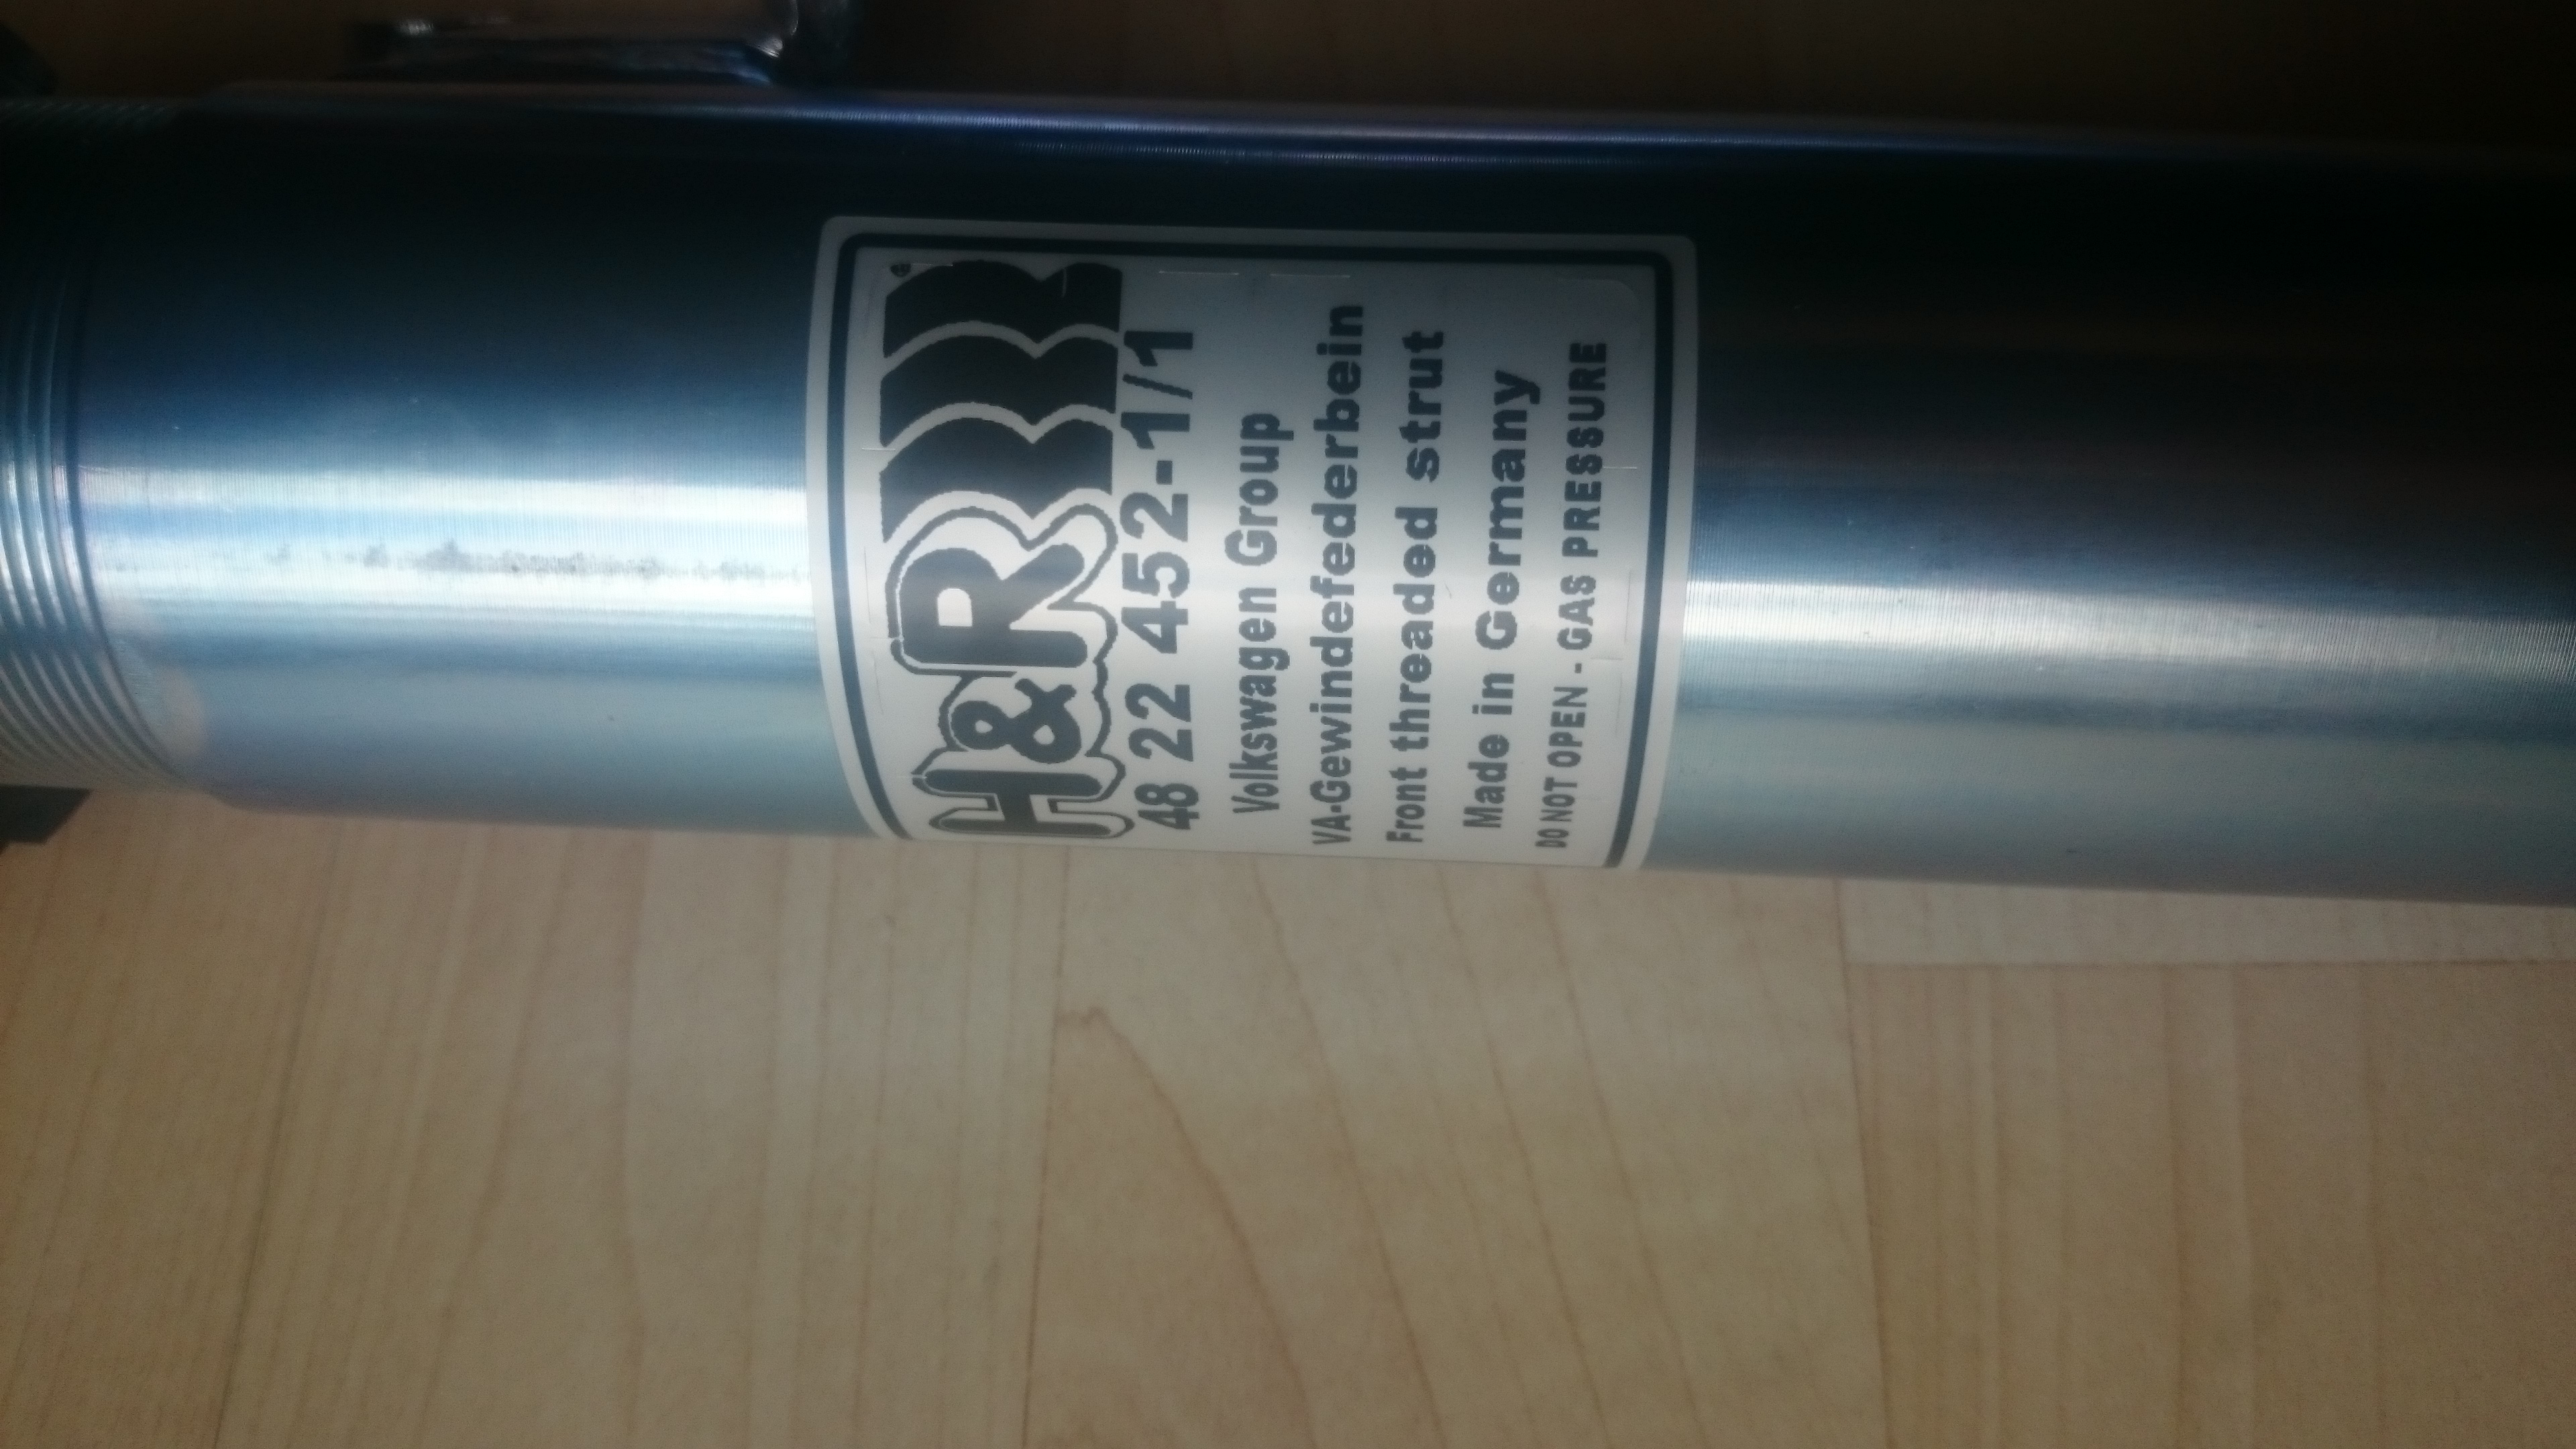 H&R
48 22 452-1/1
Volkswagen Group
VA-Gewindefederbein
Front threaded strut
Made in Germany
DO NOT OPEN - GAS PRESSURE